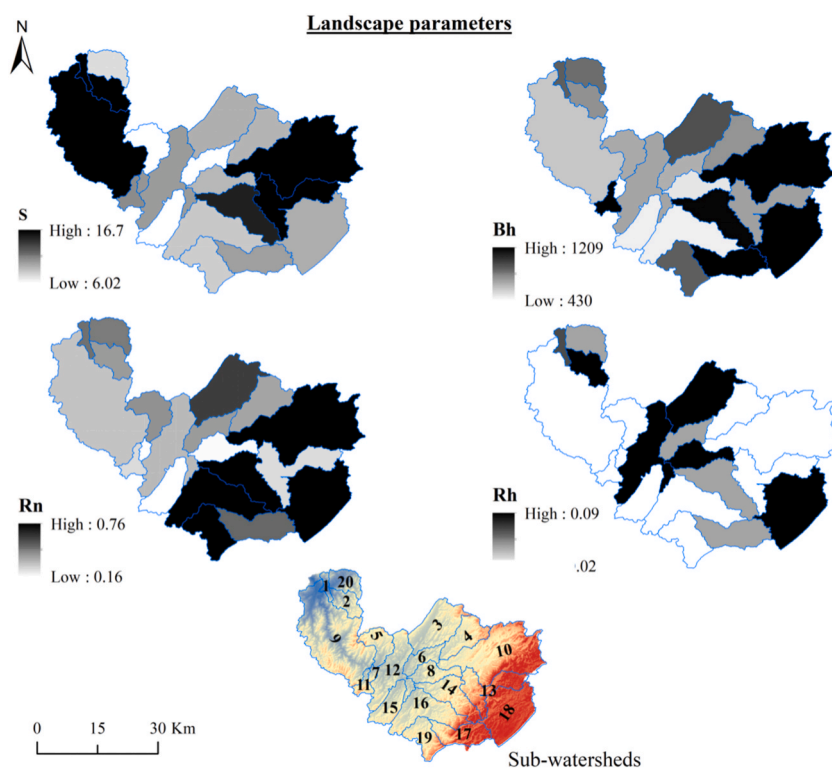 Landscape parameters
N
S
High : 16.7
Low : 6.02
Bh
High : 1209
Low : 430
Rn
High : 0.76
Low : 0.16
Rh
High : 0.09
.02
1
20
2
3
4
5
9
6
10
7
12
8
11
14
13
15
16
18
19
17
0 15 30 Km
Sub-watersheds